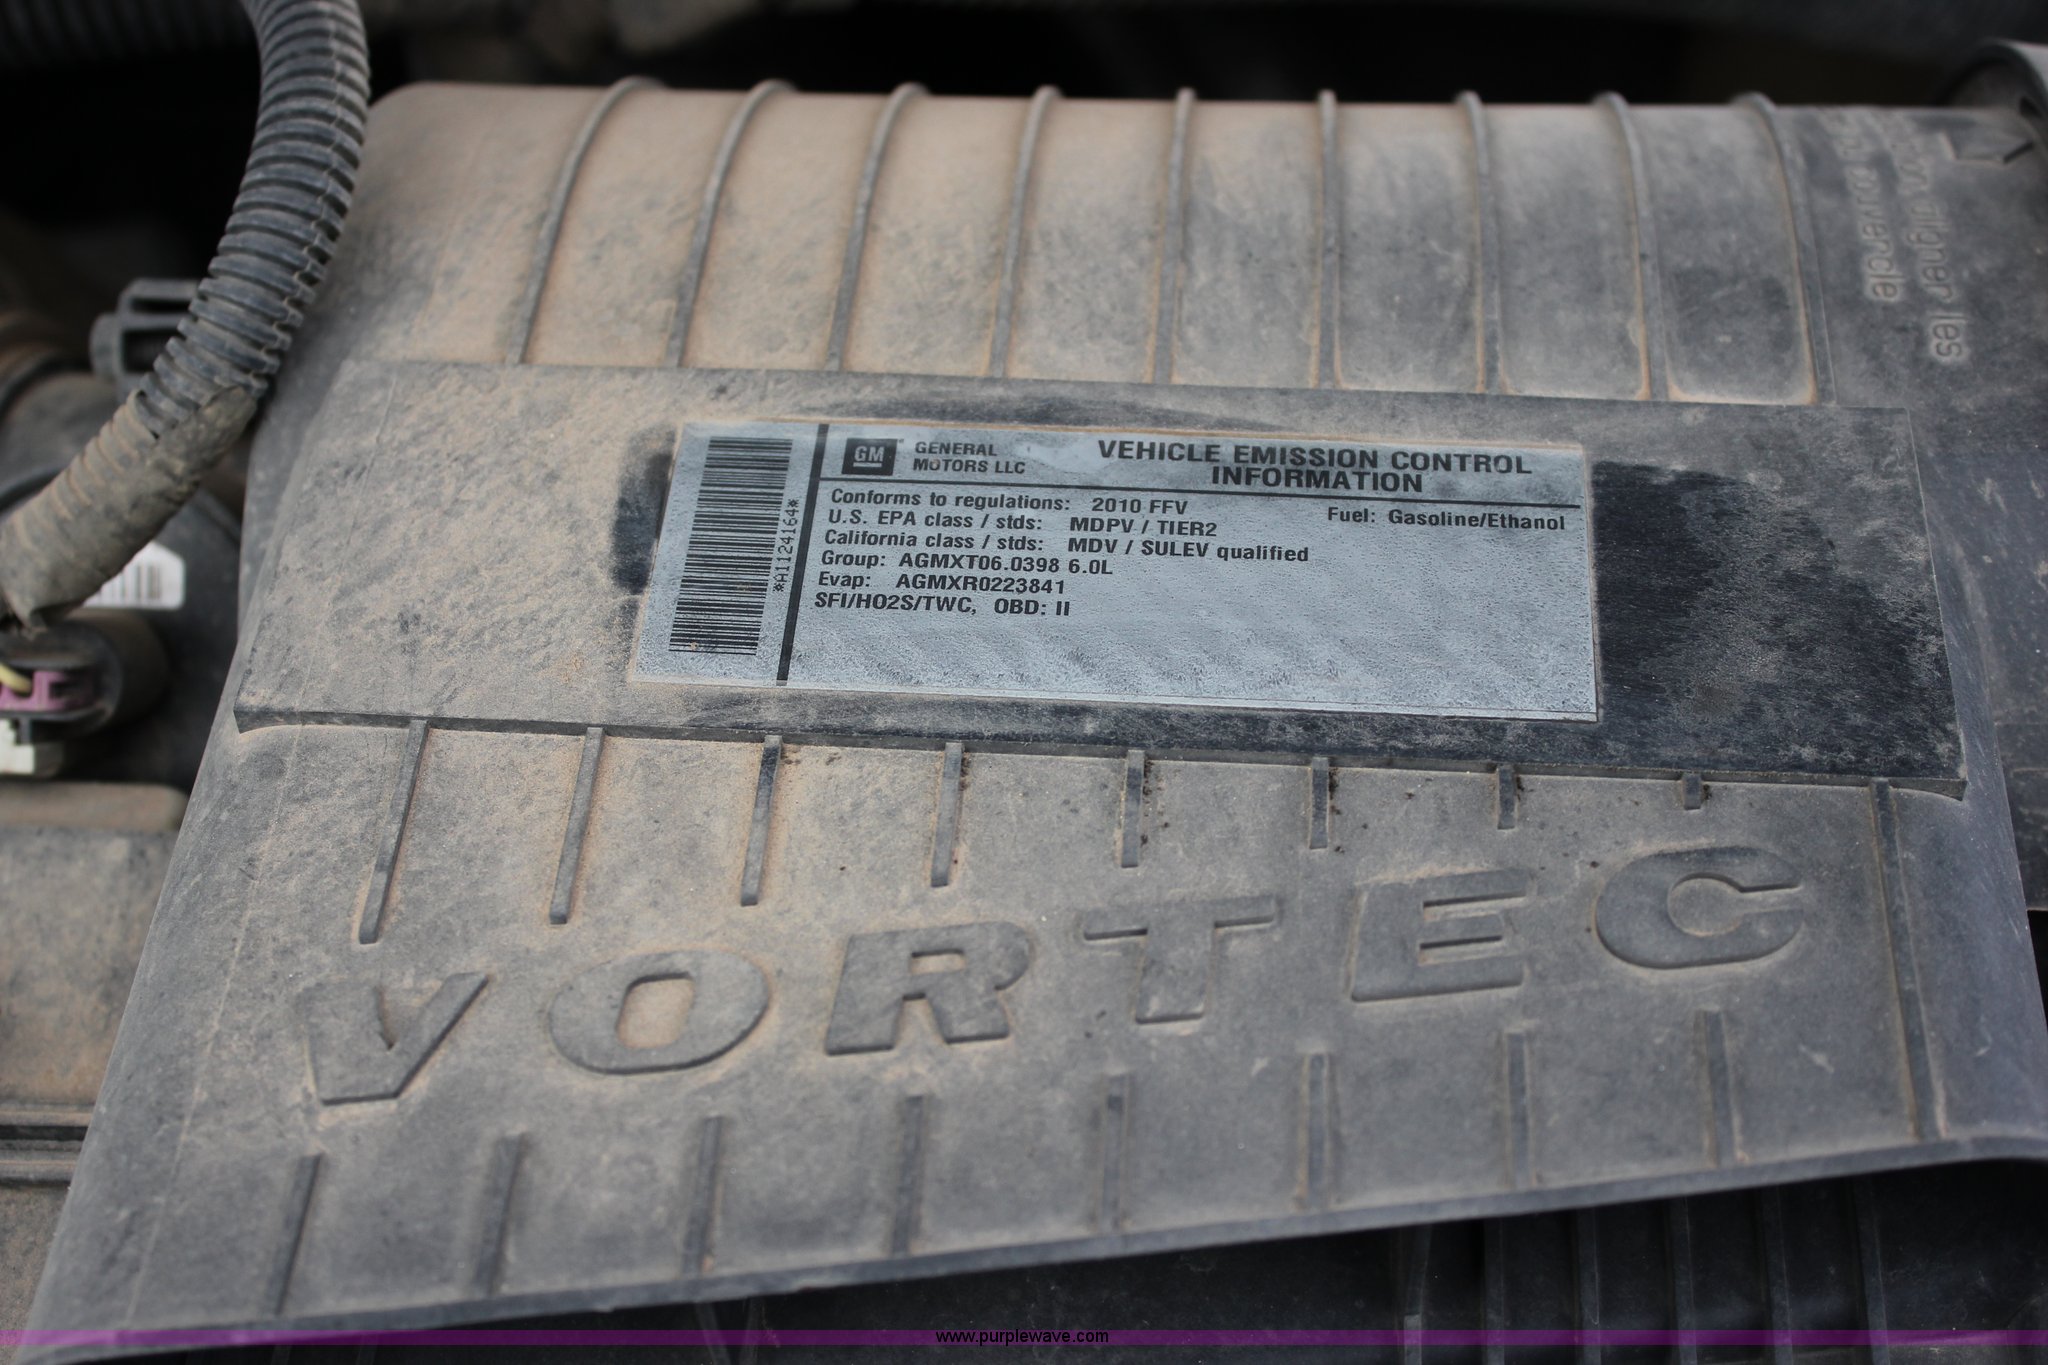 *A11241 64*
GM
GENERAL
MOTORS LLC
VEHICLE EMISSION CONTROL
INFORMATION
Conforms to regulations: 2010 FFV
Fuel: Gasoline/Ethanol
U.S. EPA class / stds: MDPV / TIER2
California class / stds: MDV / SULEV qualified
Group: AGMXT06.0398 6.0L
Evap: AGMXR0223841
SFI/HO2S/TWC, OBD: II
VORTEC
www.purplewave.com